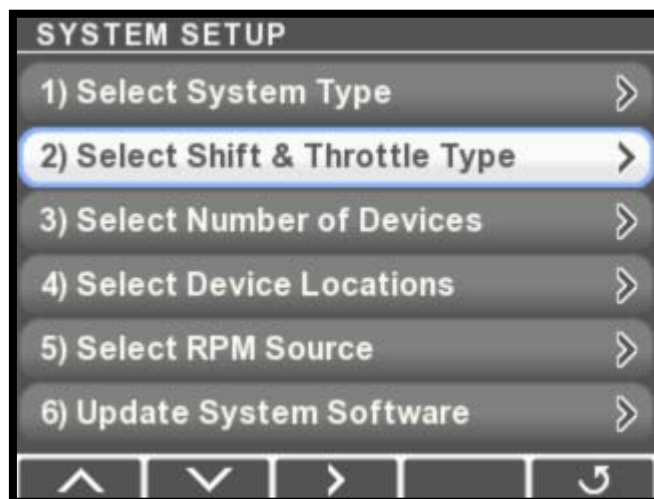 SYSTEM SETUP
1) Select System Type
2) Select Shift & Throttle Type
3) Select Number of Devices
4) Select Device Locations
5) Select RPM Source
6) Update System Software